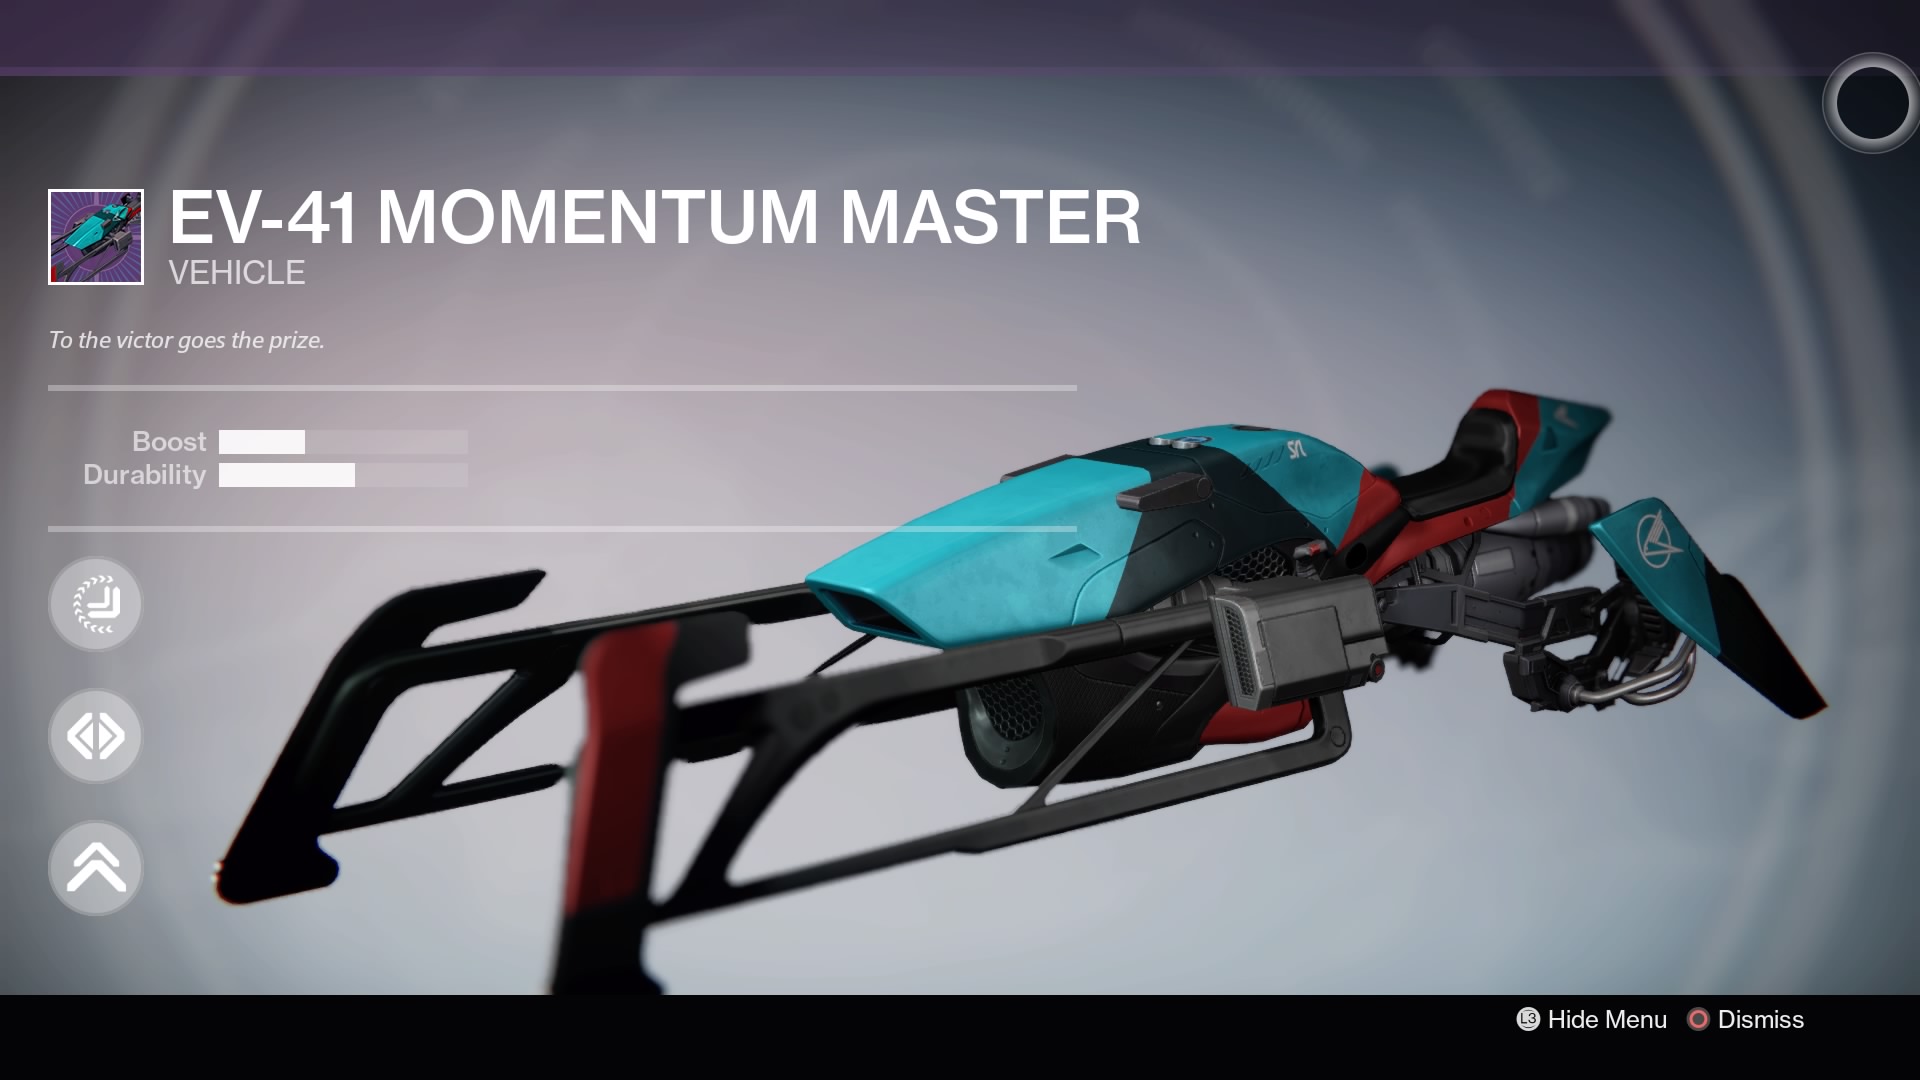 EV-41 MOMENTUM MASTER
VEHICLE
To the victor goes the prize.
Boost
Durability
L3 Hide Menu Dismiss